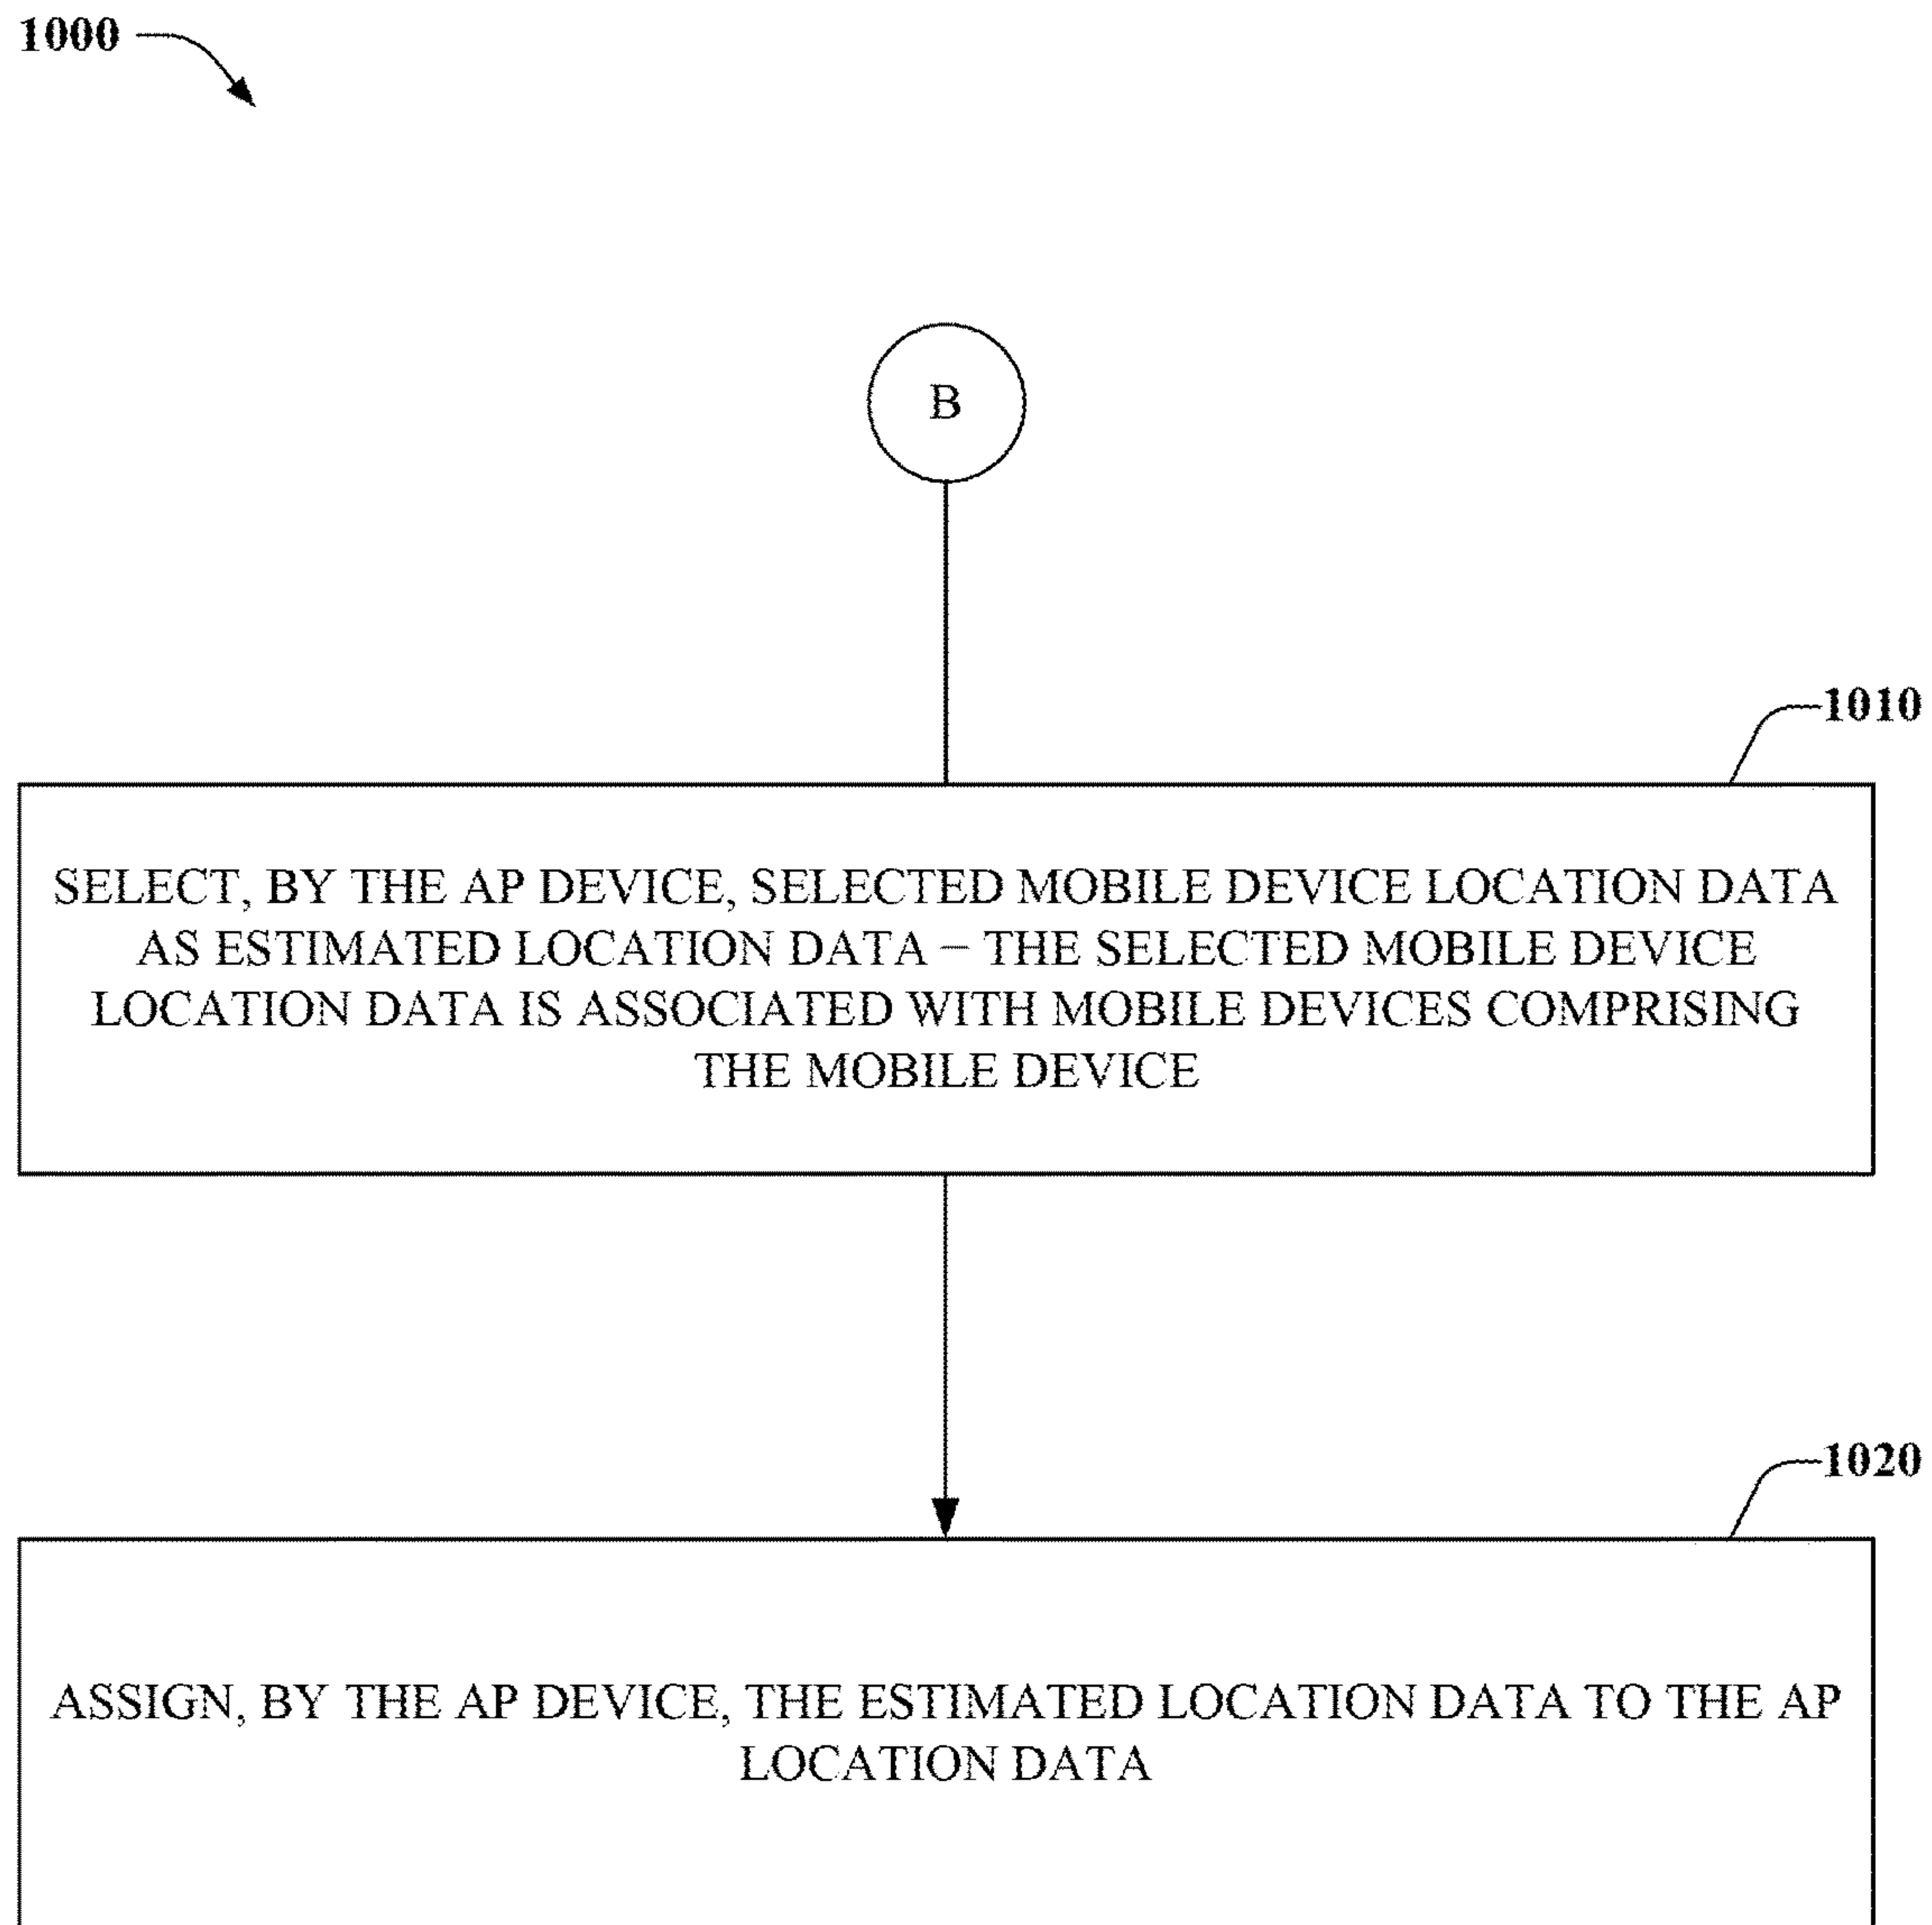 1000
B
1010
SELECT, BY THE AP DEVICE, SELECTED MOBILE DEVICE LOCATION DATA
AS ESTIMATED LOCATION DATA – THE SELECTED MOBILE DEVICE
LOCATION DATA IS ASSOCIATED WITH MOBILE DEVICES COMPRISING
THE MOBILE DEVICE
1020
ASSIGN, BY THE AP DEVICE, THE ESTIMATED LOCATION DATA TO THE AP
LOCATION DATA